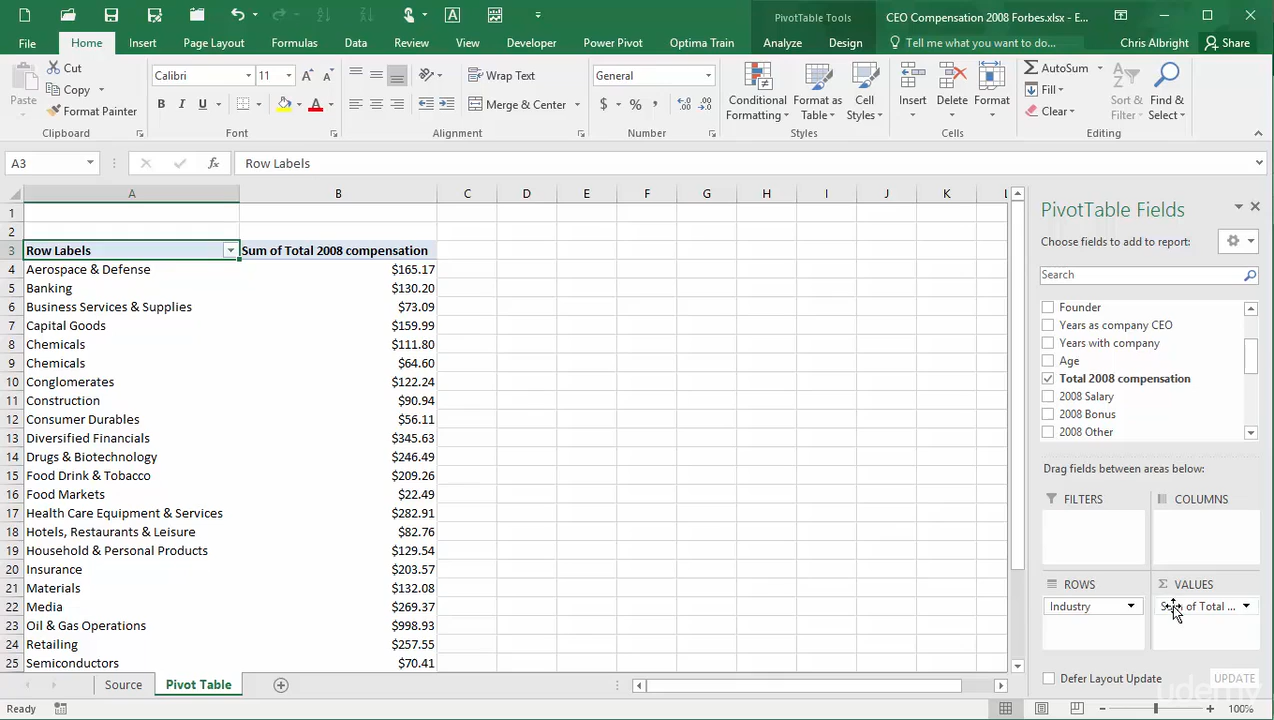 PivotTable Tools
CEO Compensation 2008 Forbes.xlsx - E...
File Home Insert Page Layout Formulas Data Review View Developer Power Pivot Optima Train Analyze Design Tell me what you want to do... Chris Albright Share
Paste
Cut
Copy
Format Painter
Clipboard
Calibri 11
B I U
Font
Wrap Text
Merge & Center
Alignment
General
$ % ,
Number
Conditional Formatting
Format as Table
Cell Styles
Styles
Insert Delete Format
Cells
AutoSum
Fill
Clear
Sort & Filter
Find & Select
Editing
A3 fx Row Labels
A B C D E F G H I J K L
1
2
3 Row Labels Sum of Total 2008 compensation
4 Aerospace & Defense $165.17
5 Banking $130.20
6 Business Services & Supplies $73.09
7 Capital Goods $159.99
8 Chemicals $111.80
9 Chemicals $64.60
10 Conglomerates $122.24
11 Construction $90.94
12 Consumer Durables $56.11
13 Diversified Financials $345.63
14 Drugs & Biotechnology $246.49
15 Food Drink & Tobacco $209.26
16 Food Markets $22.49
17 Health Care Equipment & Services $282.91
18 Hotels, Restaurants & Leisure $82.76
19 Household & Personal Products $129.54
20 Insurance $203.57
21 Materials $132.08
22 Media $269.37
23 Oil & Gas Operations $998.93
24 Retailing $257.55
25 Semiconductors $70.41
PivotTable Fields
Choose fields to add to report:
Search
Founder
Years as company CEO
Years with company
Age
Total 2008 compensation
2008 Salary
2008 Bonus
2008 Other
Drag fields between areas below:
FILTERS COLUMNS
ROWS Σ VALUES
Industry Sum of Total ...
Defer Layout Update UPDATE
Source Pivot Table
udemy
Ready 100%